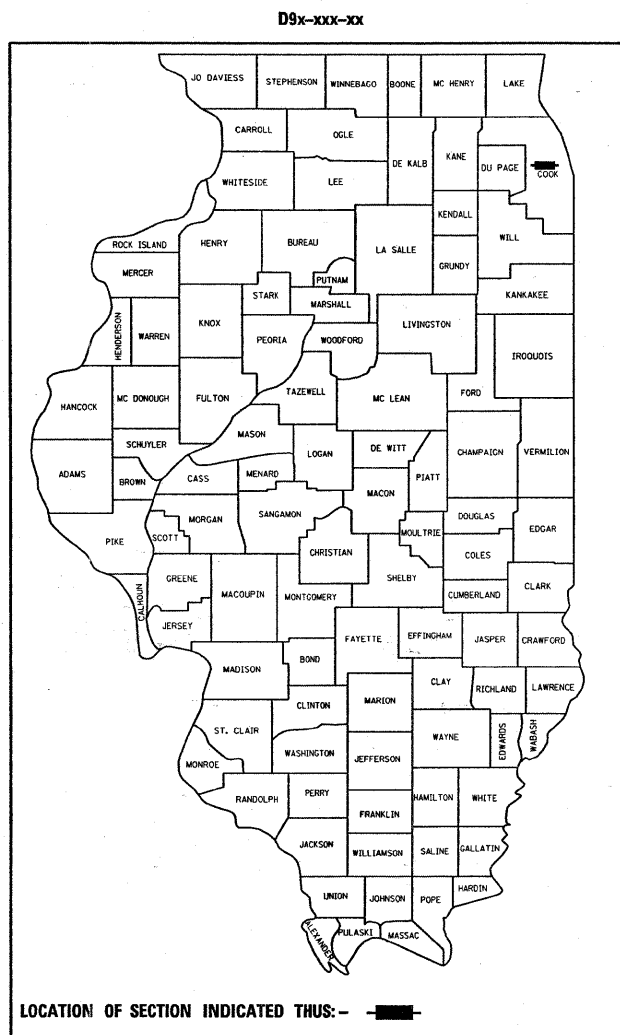 D9x-xxx-xx
JO DAVIESS STEPHENSON WINNEBAGO BOONE MC HENRY LAKE
CARROLL OGLE
DE KALB KANE DU PAGE COOK
WHITESIDE LEE
KENDALL
ROCK ISLAND HENRY BUREAU LA SALLE WILL
MERCER PUTNAM GRUNDY
STARK MARSHALL KANKAKEE
HENDERSON WARREN KNOX PEORIA WOODFORD LIVINGSTON
IROQUOIS
HANCOCK MC DONOUGH FULTON TAZEWELL MC LEAN FORD
MASON
SCHUYLER LOGAN DE WITT CHAMPAIGN VERMILION
ADAMS BROWN CASS MENARD PIATT
MACON
MORGAN SANGAMON DOUGLAS
PIKE SCOTT MOULTRIE EDGAR
CHRISTIAN COLES
GREENE MACOUPIN SHELBY
CALHOUN MONTGOMERY CUMBERLAND CLARK
JERSEY
FAYETTE EFFINGHAM JASPER CRAWFORD
MADISON BOND
CLAY RICHLAND LAWRENCE
CLINTON MARION
ST. CLAIR WAYNE EDWARDS WABASH
WASHINGTON JEFFERSON
MONROE
RANDOLPH PERRY HAMILTON WHITE
FRANKLIN
JACKSON WILLIAMSON SALINE GALLATIN
UNION JOHNSON POPE HARDIN
ALEXANDER PULASKI MASSAC
LOCATION OF SECTION INDICATED THUS: -